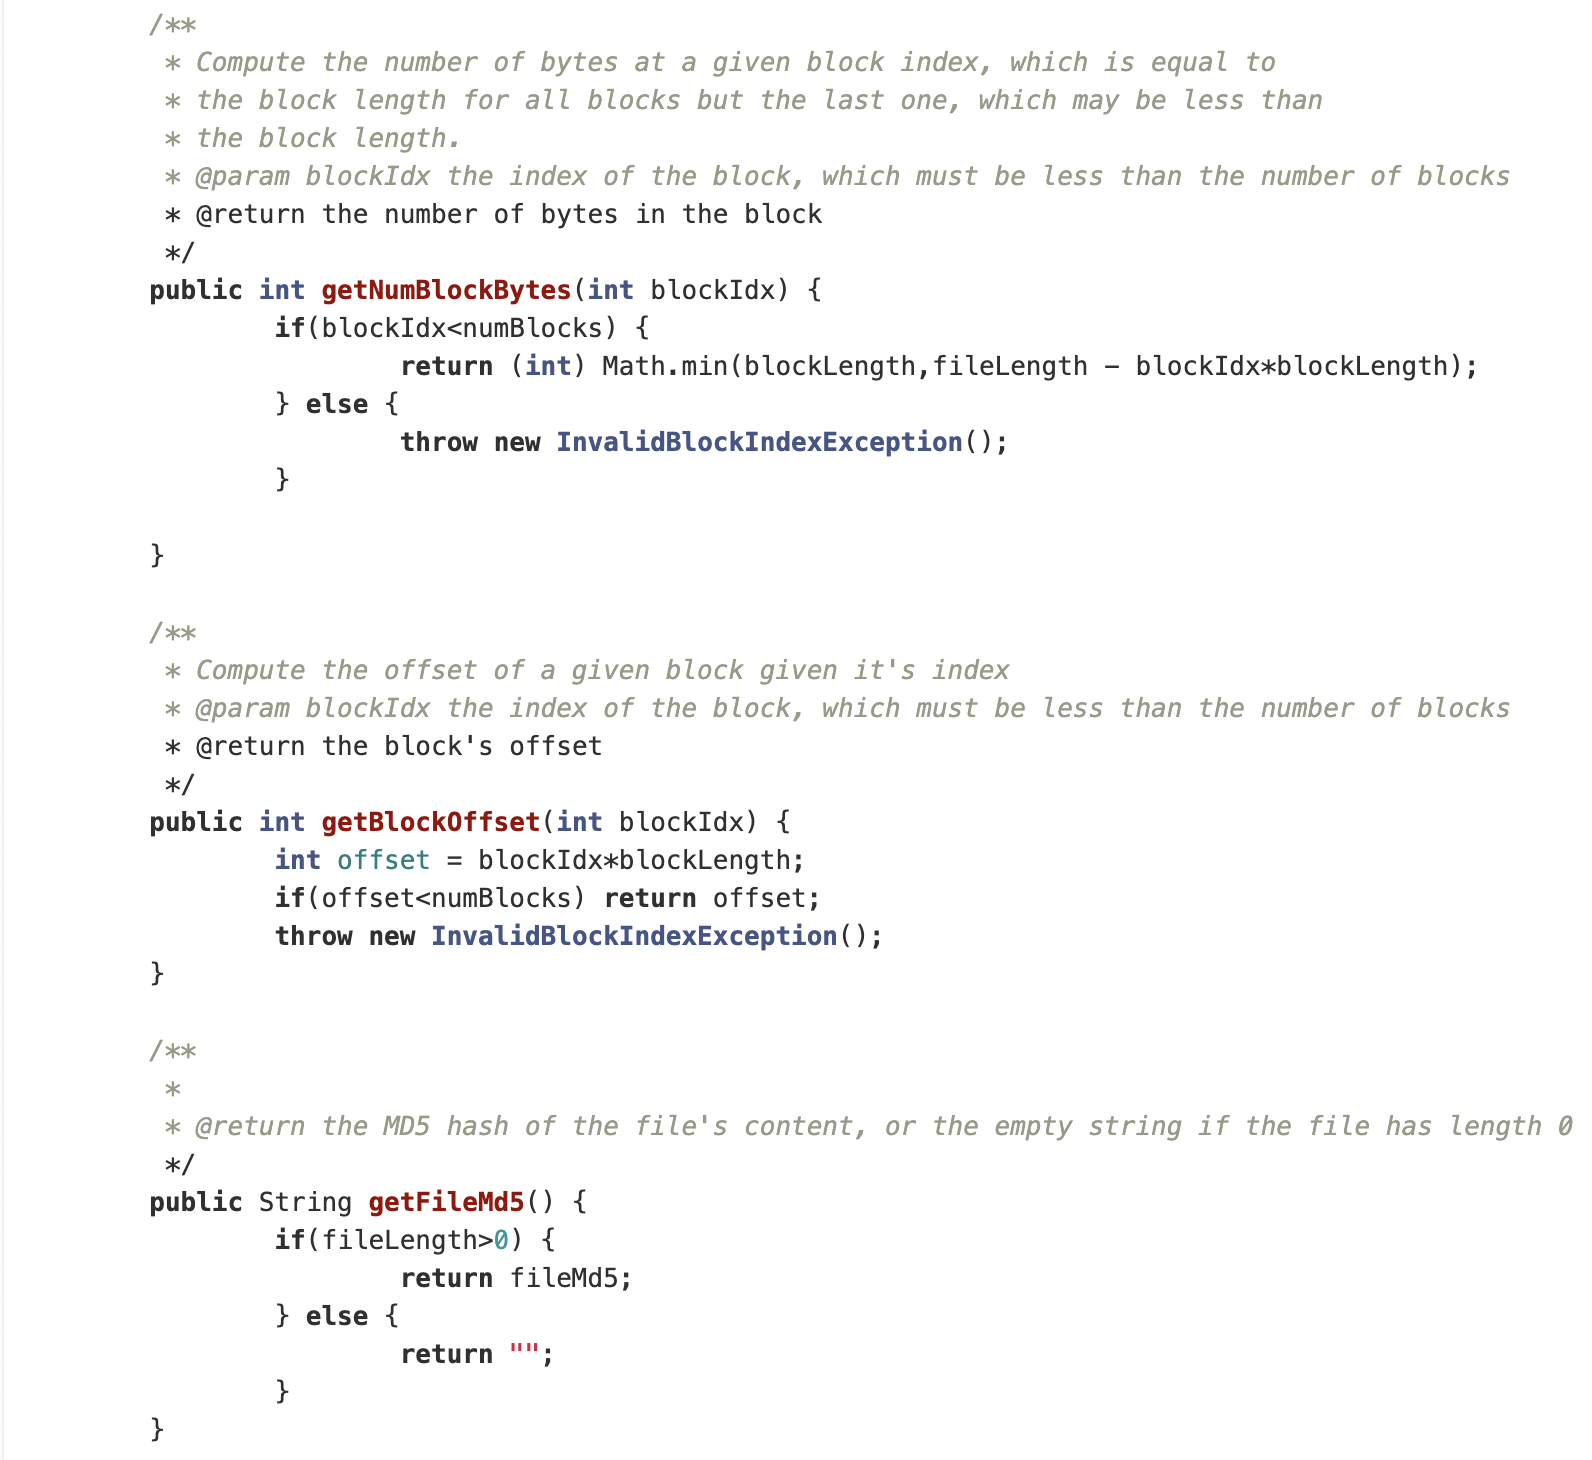 /**
 * Compute the number of bytes at a given block index, which is equal to
 * the block length for all blocks but the last one, which may be less than
 * the block length.
 * @param blockIdx the index of the block, which must be less than the number of blocks
 * @return the number of bytes in the block
 */
public int getNumBlockBytes(int blockIdx) {
        if(blockIdx<numBlocks) {
                return (int) Math.min(blockLength,fileLength - blockIdx*blockLength);
        } else {
                throw new InvalidBlockIndexException();
        }

}

/**
 * Compute the offset of a given block given it's index
 * @param blockIdx the index of the block, which must be less than the number of blocks
 * @return the block's offset
 */
public int getBlockOffset(int blockIdx) {
        int offset = blockIdx*blockLength;
        if(offset<numBlocks) return offset;
        throw new InvalidBlockIndexException();
}

/**
 *
 * @return the MD5 hash of the file's content, or the empty string if the file has length 0
 */
public String getFileMd5() {
        if(fileLength>0) {
                return fileMd5;
        } else {
                return "";
        }
}